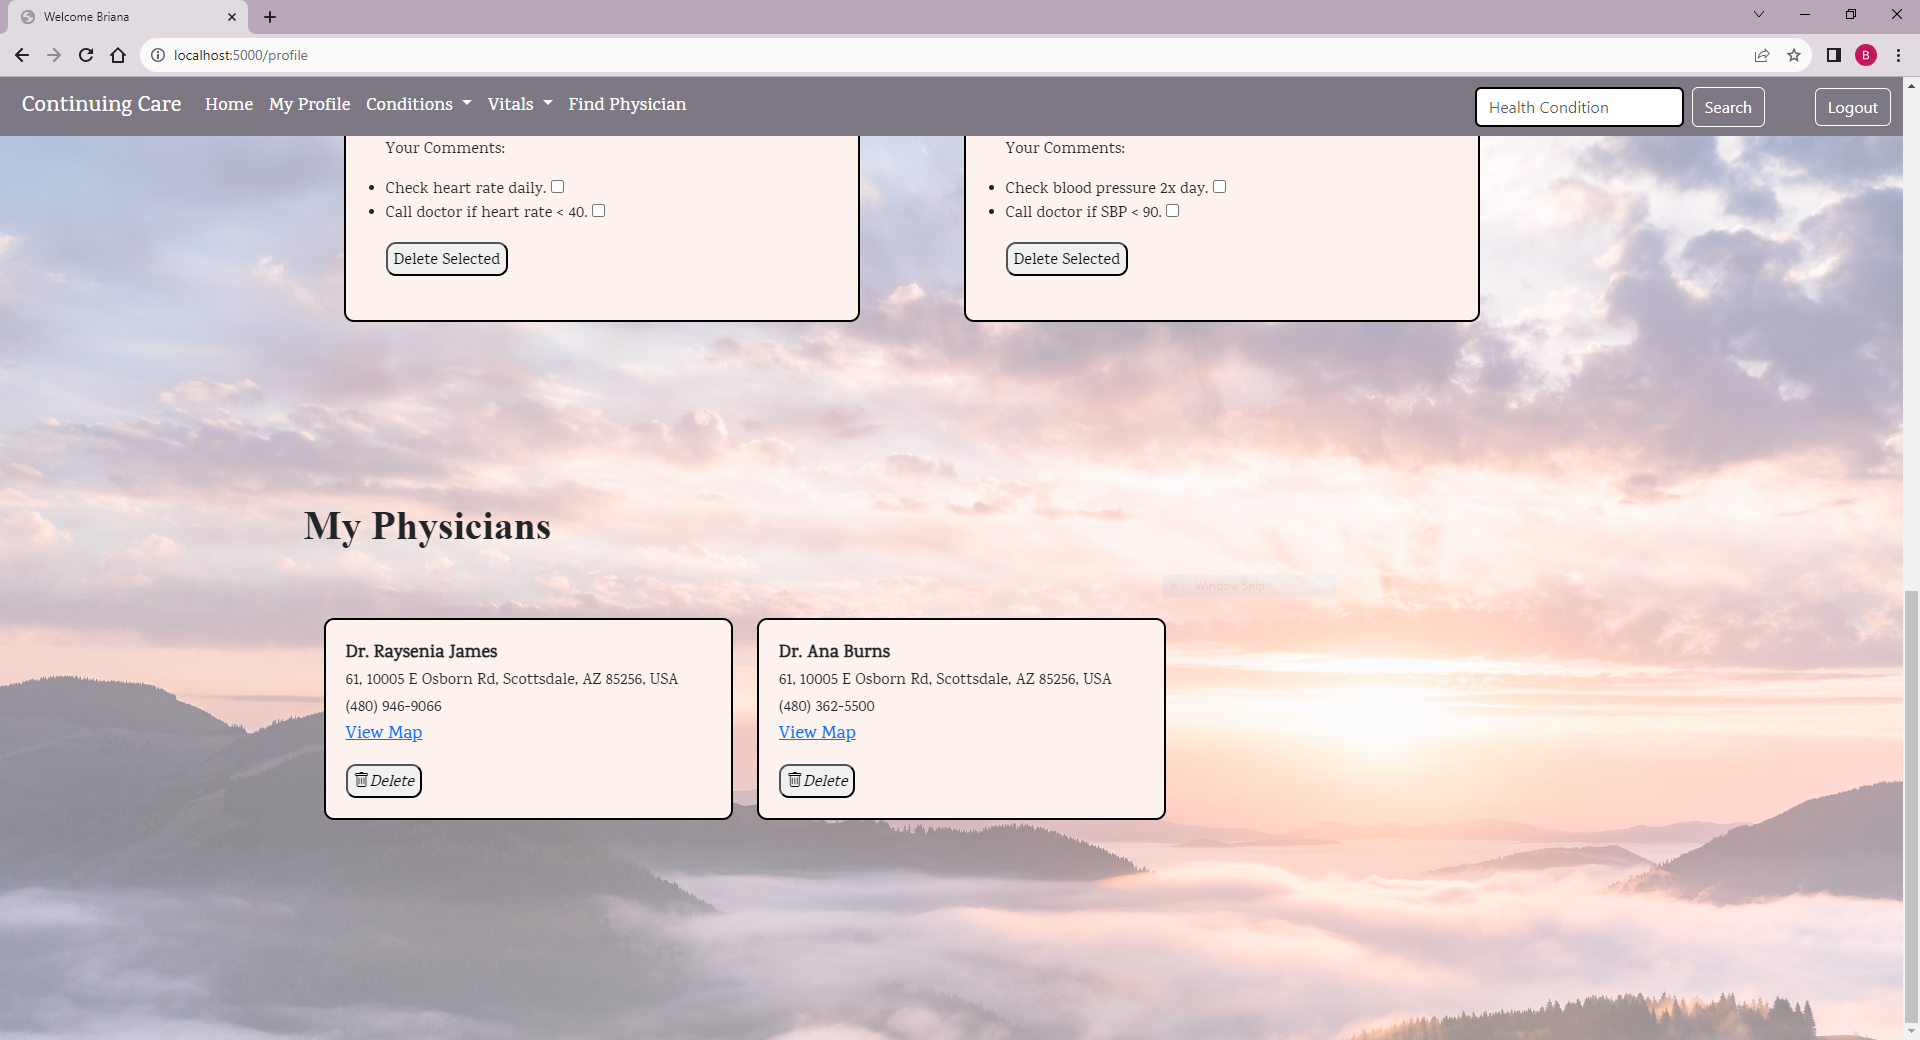 Welcome Briana
localhost:5000/profile
B
Continuing Care Home My Profile Conditions Vitals Find Physician Health Condition Search Logout
Your Comments:
Check heart rate daily.
Call doctor if heart rate < 40.
Delete Selected
Your Comments:
Check blood pressure 2x day.
Call doctor if SBP < 90.
Delete Selected
My Physicians
Window Snip
Dr. Raysenia James
61, 10005 E Osborn Rd, Scottsdale, AZ 85256, USA
(480) 946-9066
View Map
Delete
Dr. Ana Burns
61, 10005 E Osborn Rd, Scottsdale, AZ 85256, USA
(480) 362-5500
View Map
Delete